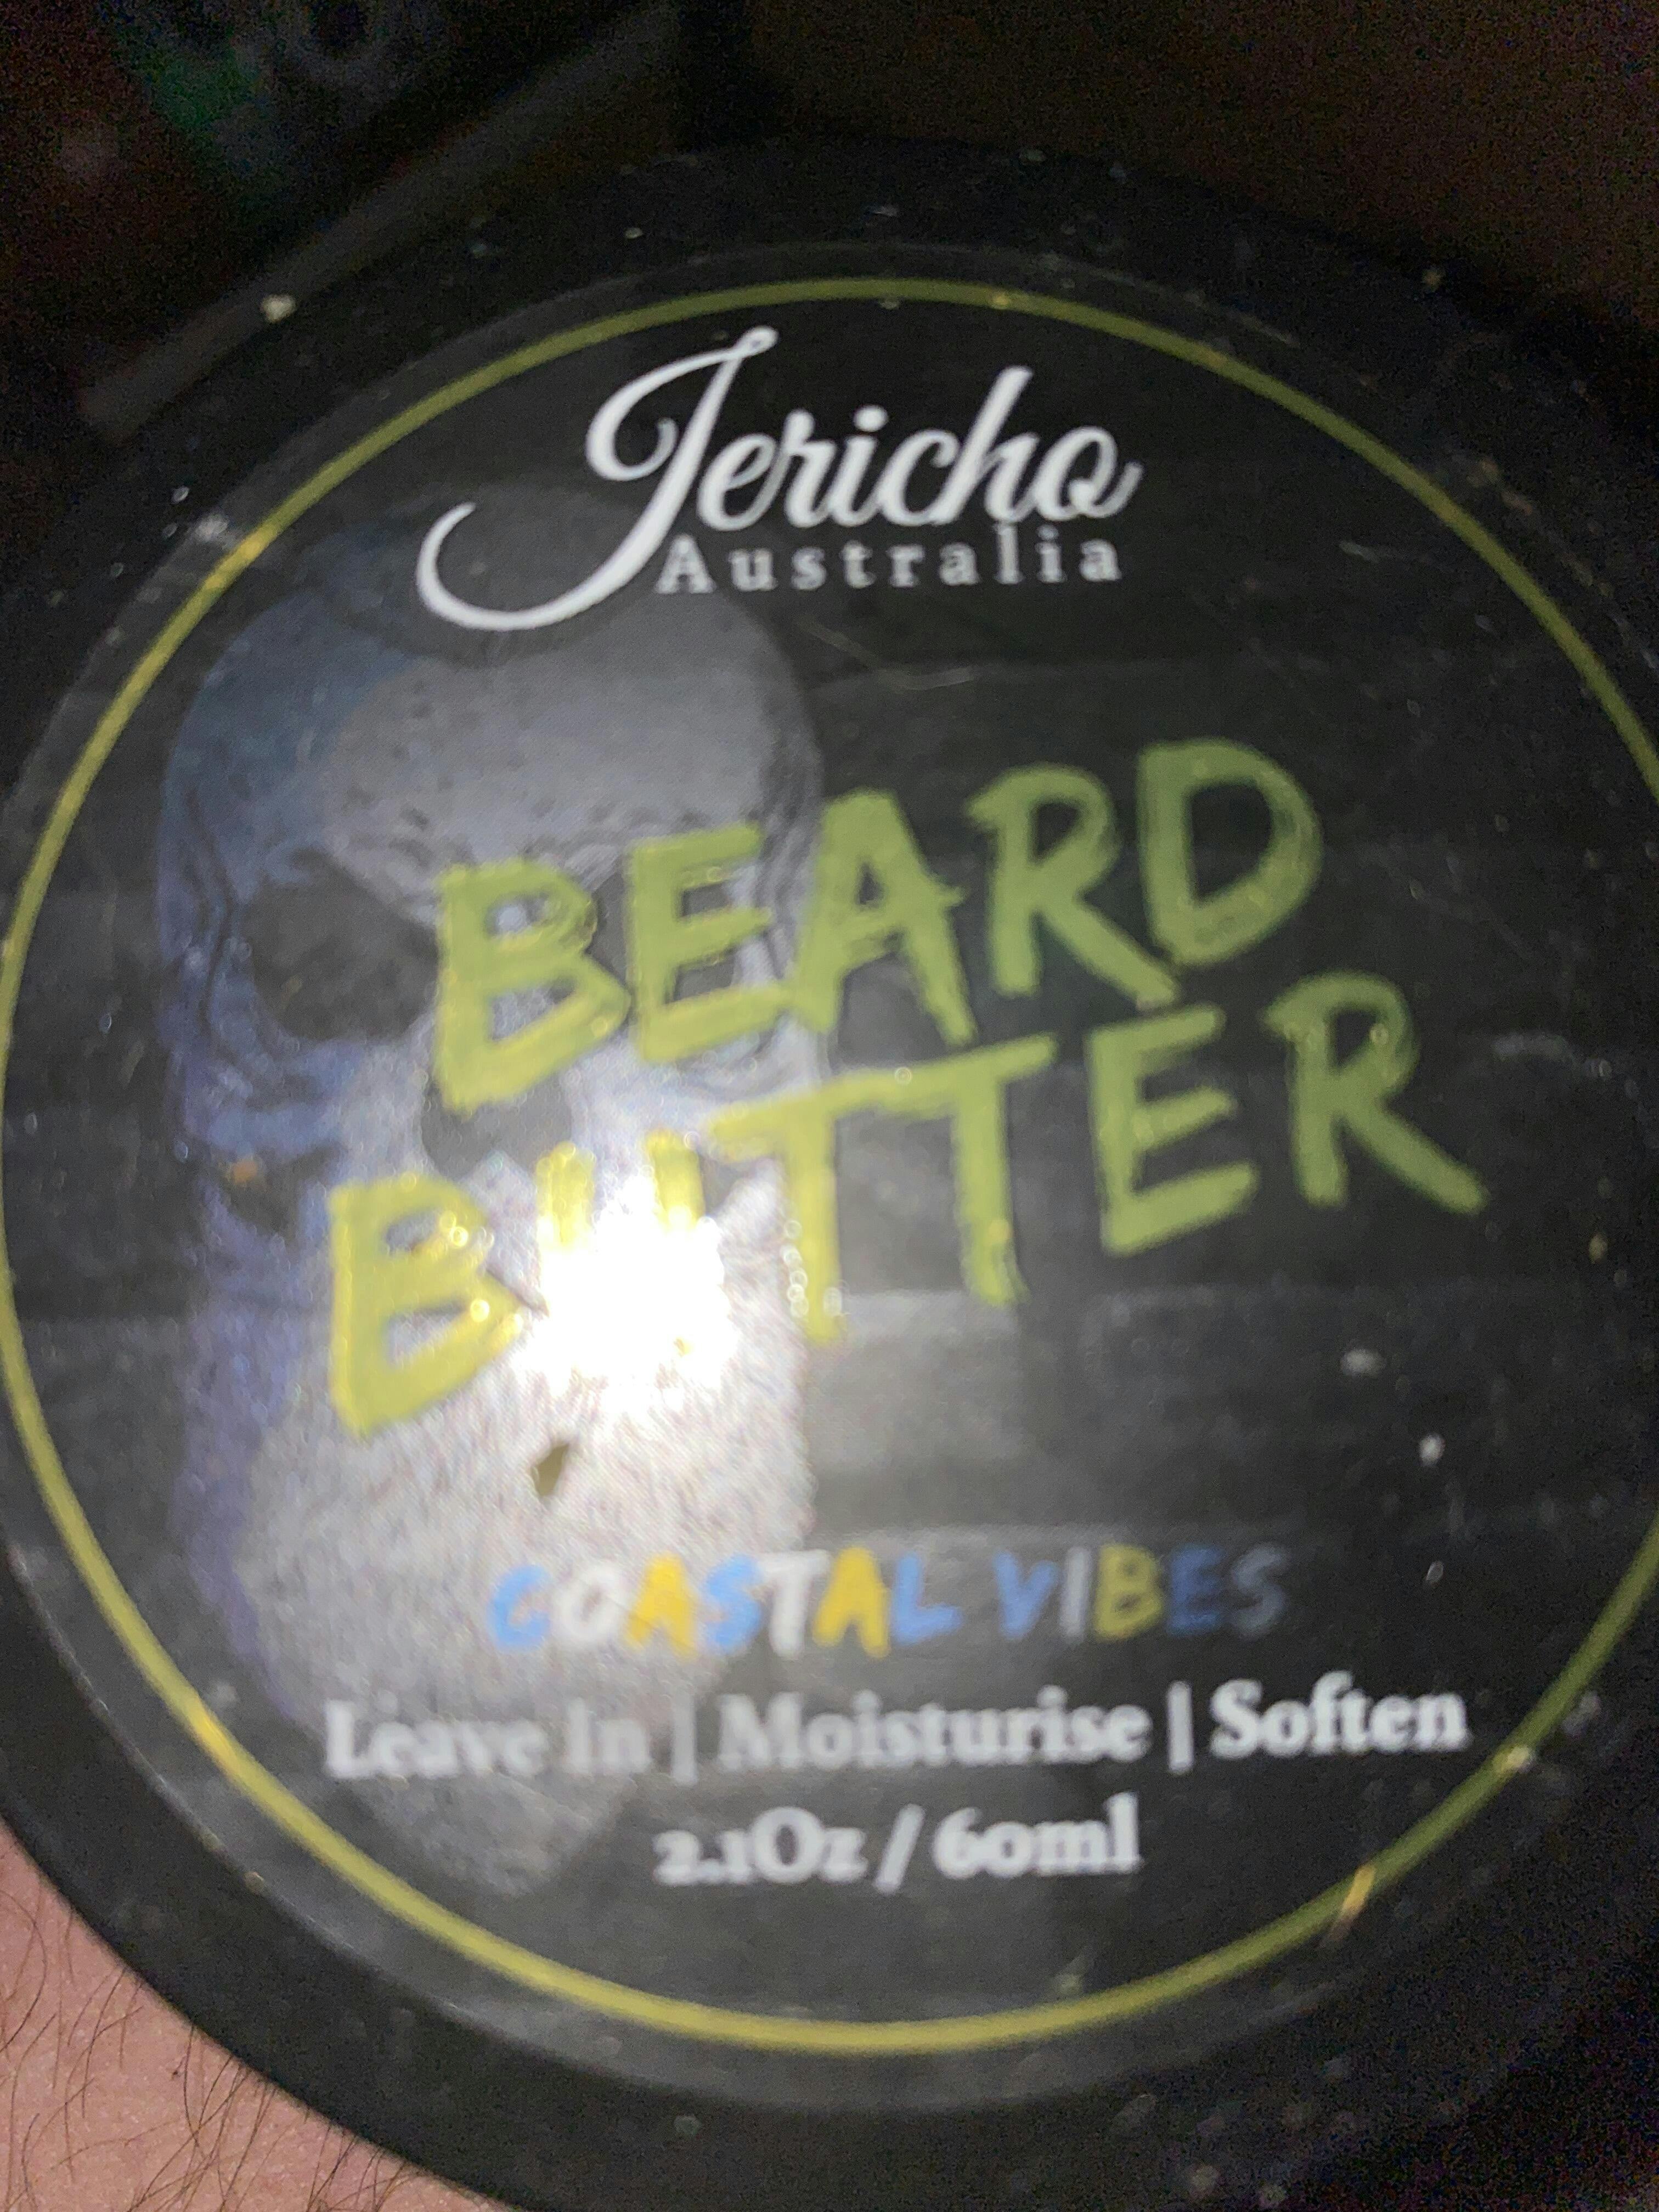 Jericho
Australia
BEARD
BUTTER
COASTAL VIBES
Leave In | Moisturise | Soften
2.1Oz / 60ml